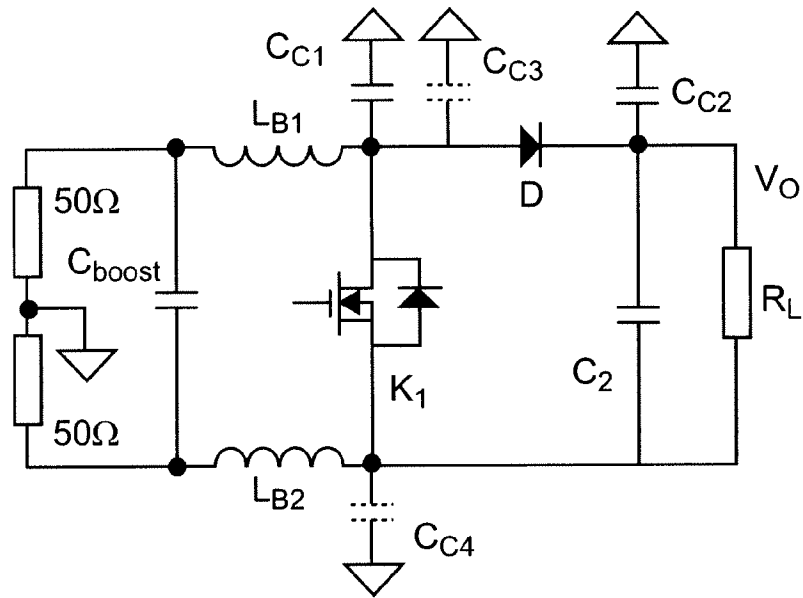 C_C1
C_C3
C_C2
L_B1
50Ω
D
V_O
C_boost
R_L
C_2
K_1
50Ω
L_B2
C_C4